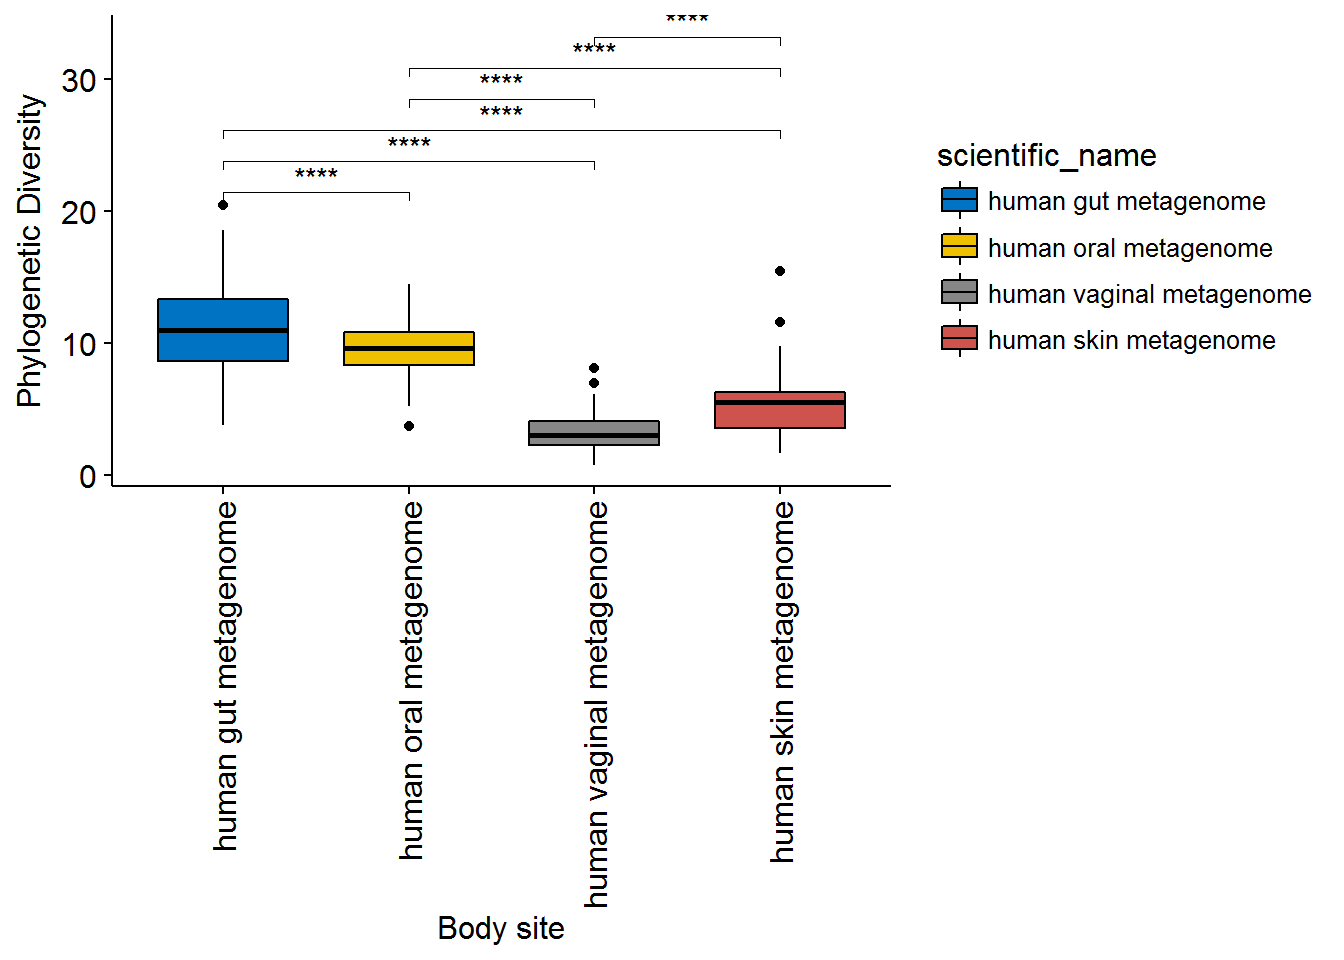 ****
****
****
****
****
****
30
20
10
0
Phylogenetic Diversity
human gut metagenome
human oral metagenome
human vaginal metagenome
human skin metagenome
Body site
scientific_name
human gut metagenome
human oral metagenome
human vaginal metagenome
human skin metagenome